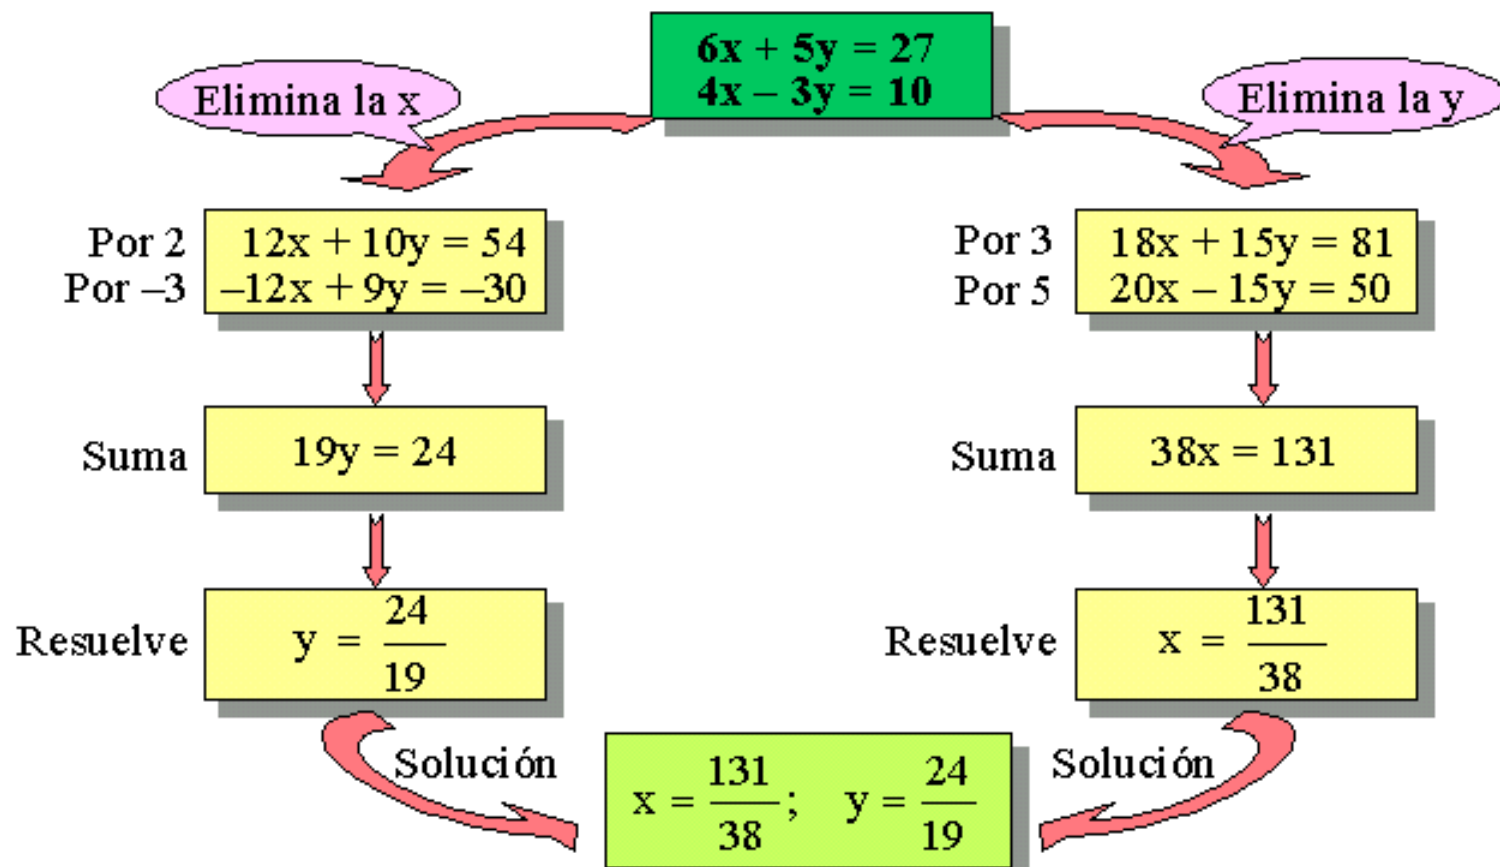 6x + 5y = 27
4x – 3y = 10
Elimina la x
Elimina la y
Por 2
12x + 10y = 54
Por –3
–12x + 9y = –30
Por 3
18x + 15y = 81
Por 5
20x – 15y = 50
Suma
19y = 24
Suma
38x = 131
Resuelve
y = 24/19
Resuelve
x = 131/38
Solución
x = 131/38 ; y = 24/19
Solución